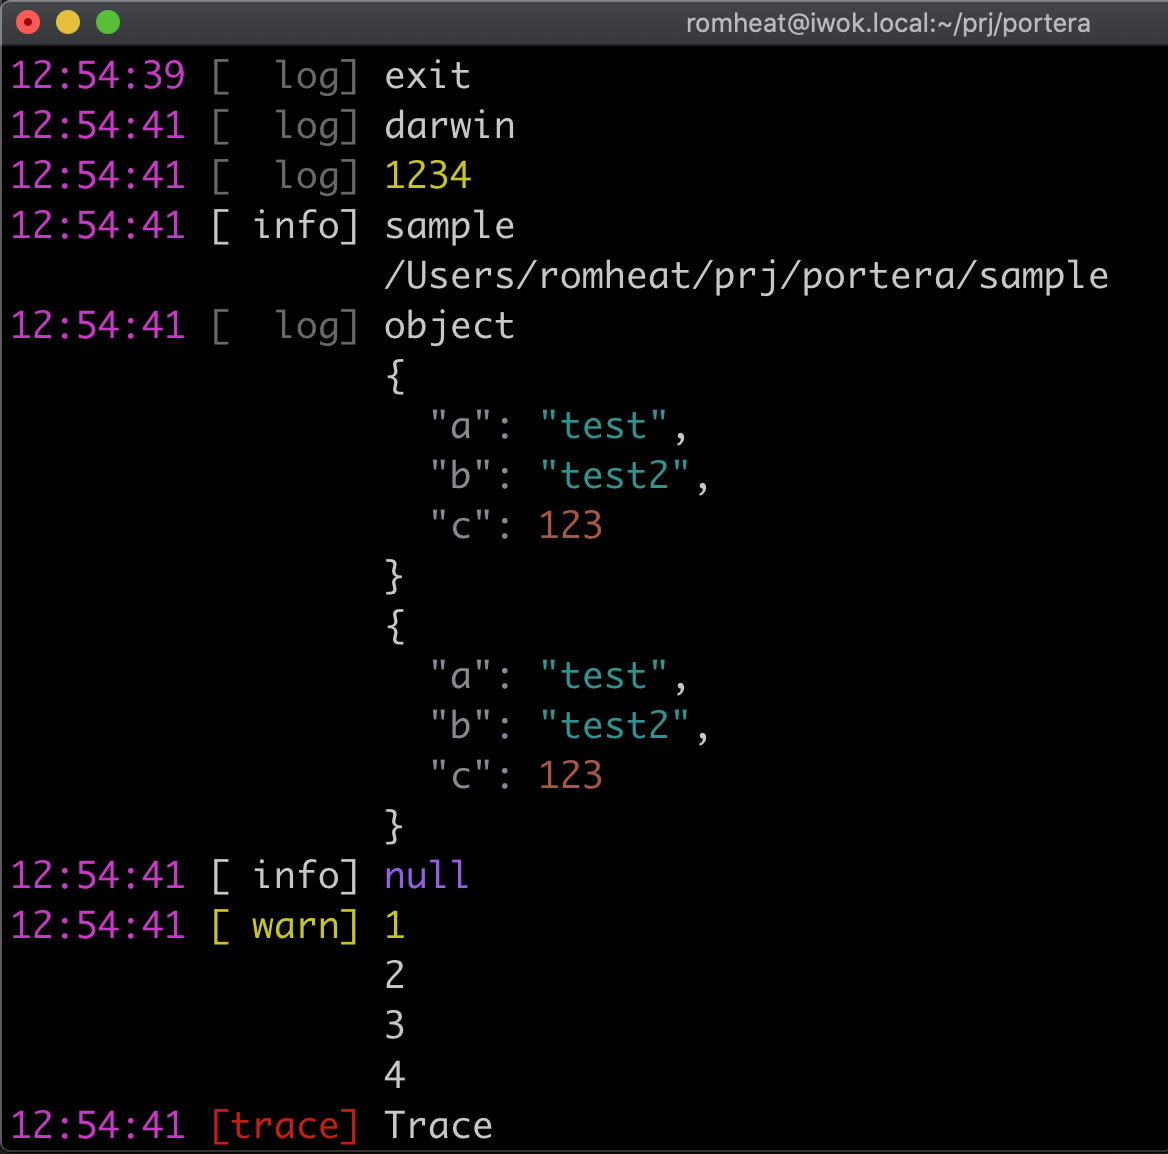 romheat@iwok.local:~/prj/portera
12:54:39 [  log] exit
12:54:41 [  log] darwin
12:54:41 [  log] 1234
12:54:41 [ info] sample
                 /Users/romheat/prj/portera/sample
12:54:41 [  log] object
                 {
                   "a": "test",
                   "b": "test2",
                   "c": 123
                 }
                 {
                   "a": "test",
                   "b": "test2",
                   "c": 123
                 }
12:54:41 [ info] null
12:54:41 [ warn] 1
                 2
                 3
                 4
12:54:41 [trace] Trace